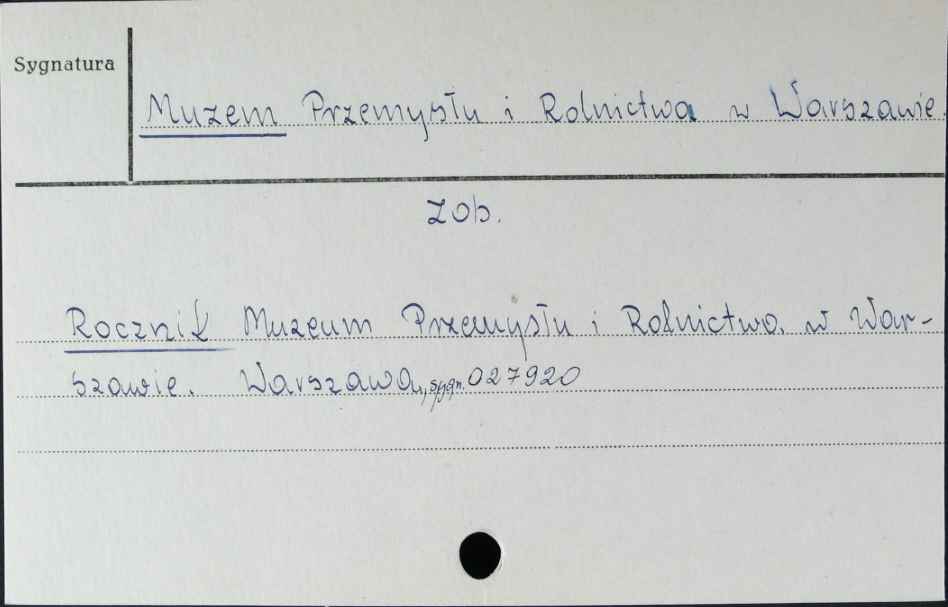 Sygnatura
Muzem Przemysłu i Rolnictwa w Warszawie.
Zob.
Rocznik Muzeum Przemysłu i Rolnictwa w War-
szawie. Warszawa, sygn. 027920